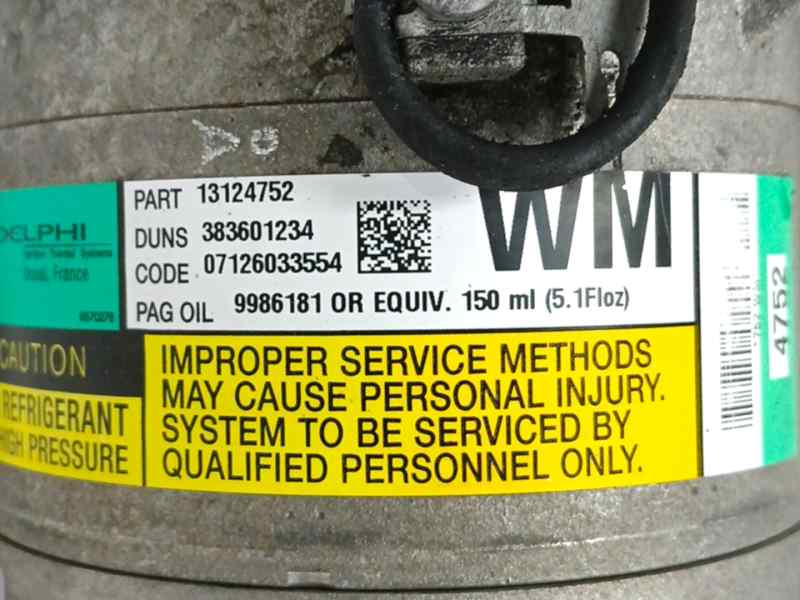 DELPHI
France
PART 13124752
DUNS 383601234
CODE 07126033554
PAG OIL 9986181 OR EQUIV. 150 ml (5.1Floz)
WM
4752
CAUTION
REFRIGERANT
HIGH PRESSURE
IMPROPER SERVICE METHODS
MAY CAUSE PERSONAL INJURY.
SYSTEM TO BE SERVICED BY
QUALIFIED PERSONNEL ONLY.